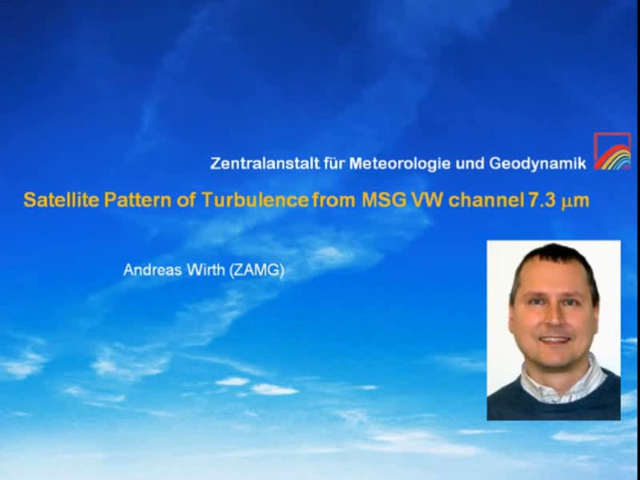 Zentralanstalt für Meteorologie und Geodynamik
Satellite Pattern of Turbulence from MSG VW channel 7.3 µm
Andreas Wirth (ZAMG)